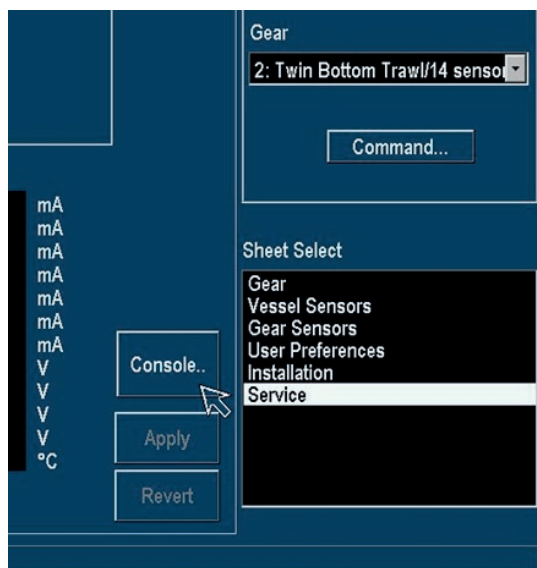 Gear
2: Twin Bottom Trawl/14 senso
Command...
mA
mA
mA
mA
mA
mA
mA
V
V
V
V
°C
Console..
Apply
Revert
Sheet Select
Gear
Vessel Sensors
Gear Sensors
User Preferences
Installation
Service